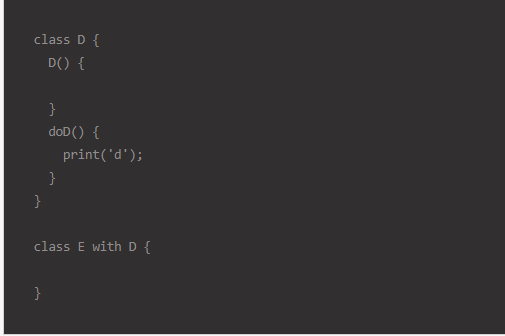 class D {
D() {
}
doD() {
print('d');
}
}
class E with D {
}